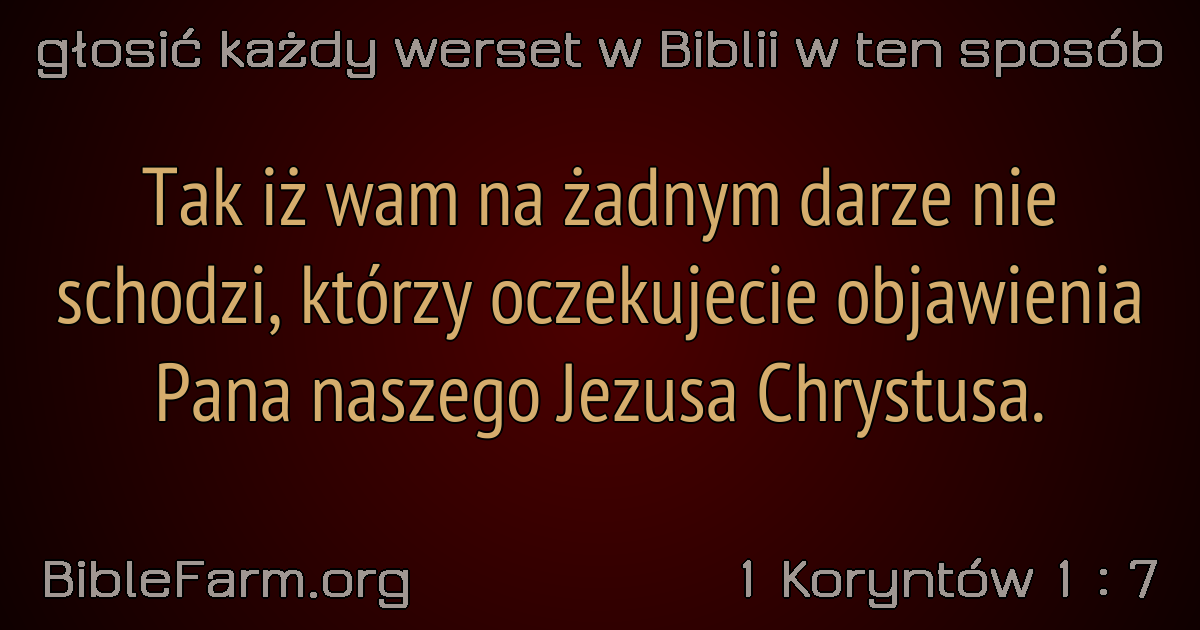 głosić każdy werset w Biblii w ten sposób
Tak iż wam na żadnym darze nie
schodzi, którzy oczekujecie objawienia
Pana naszego Jezusa Chrystusa.
BibleFarm.org
1 Koryntów 1 : 7